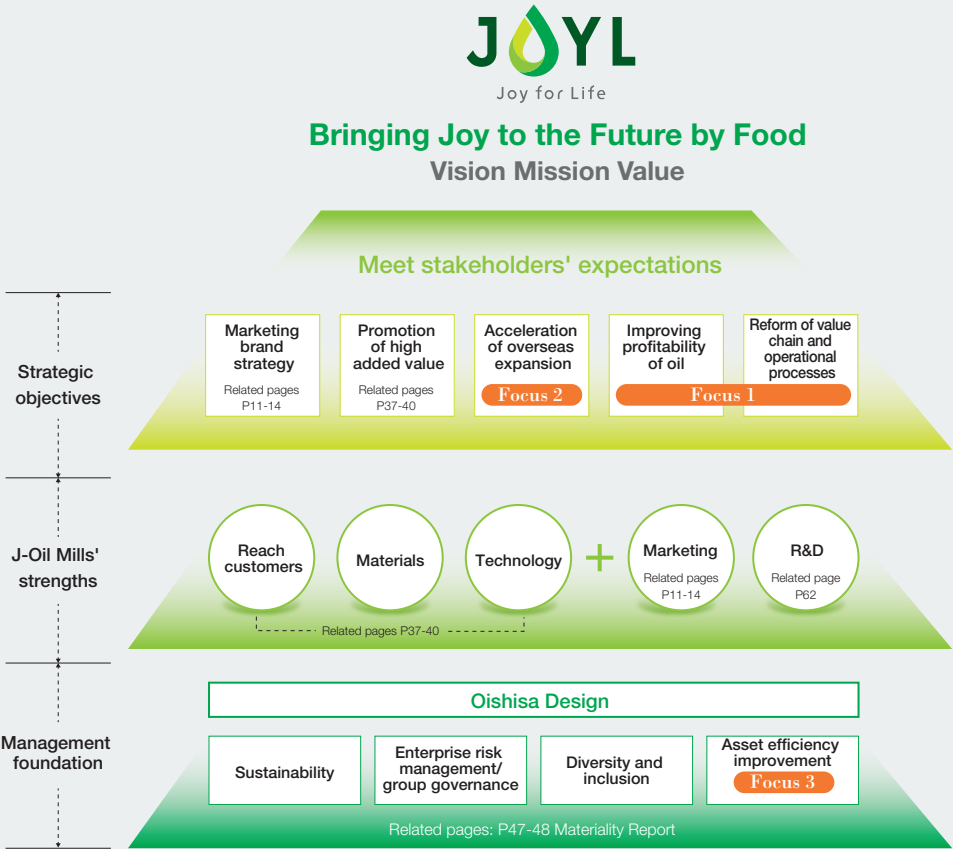 JOYL
Joy for Life
Bringing Joy to the Future by Food
Vision Mission Value
Meet stakeholders' expectations
Strategic
objectives
Marketing
brand
strategy
Related pages
P11-14
Promotion
of high
added value
Related pages
P37-40
Acceleration
of overseas
expansion
Focus 2
Improving
profitability
of oil
Reform of value
chain and
operational
processes
Focus 1
J-Oil Mills'
strengths
Reach
customers
Materials
Technology
+
Marketing
Related pages
P11-14
R&D
Related page
P62
Related pages P37-40
Management
foundation
Oishisa Design
Sustainability
Enterprise risk
management/
group governance
Diversity and
inclusion
Asset efficiency
improvement
Focus 3
Related pages: P47-48 Materiality Report